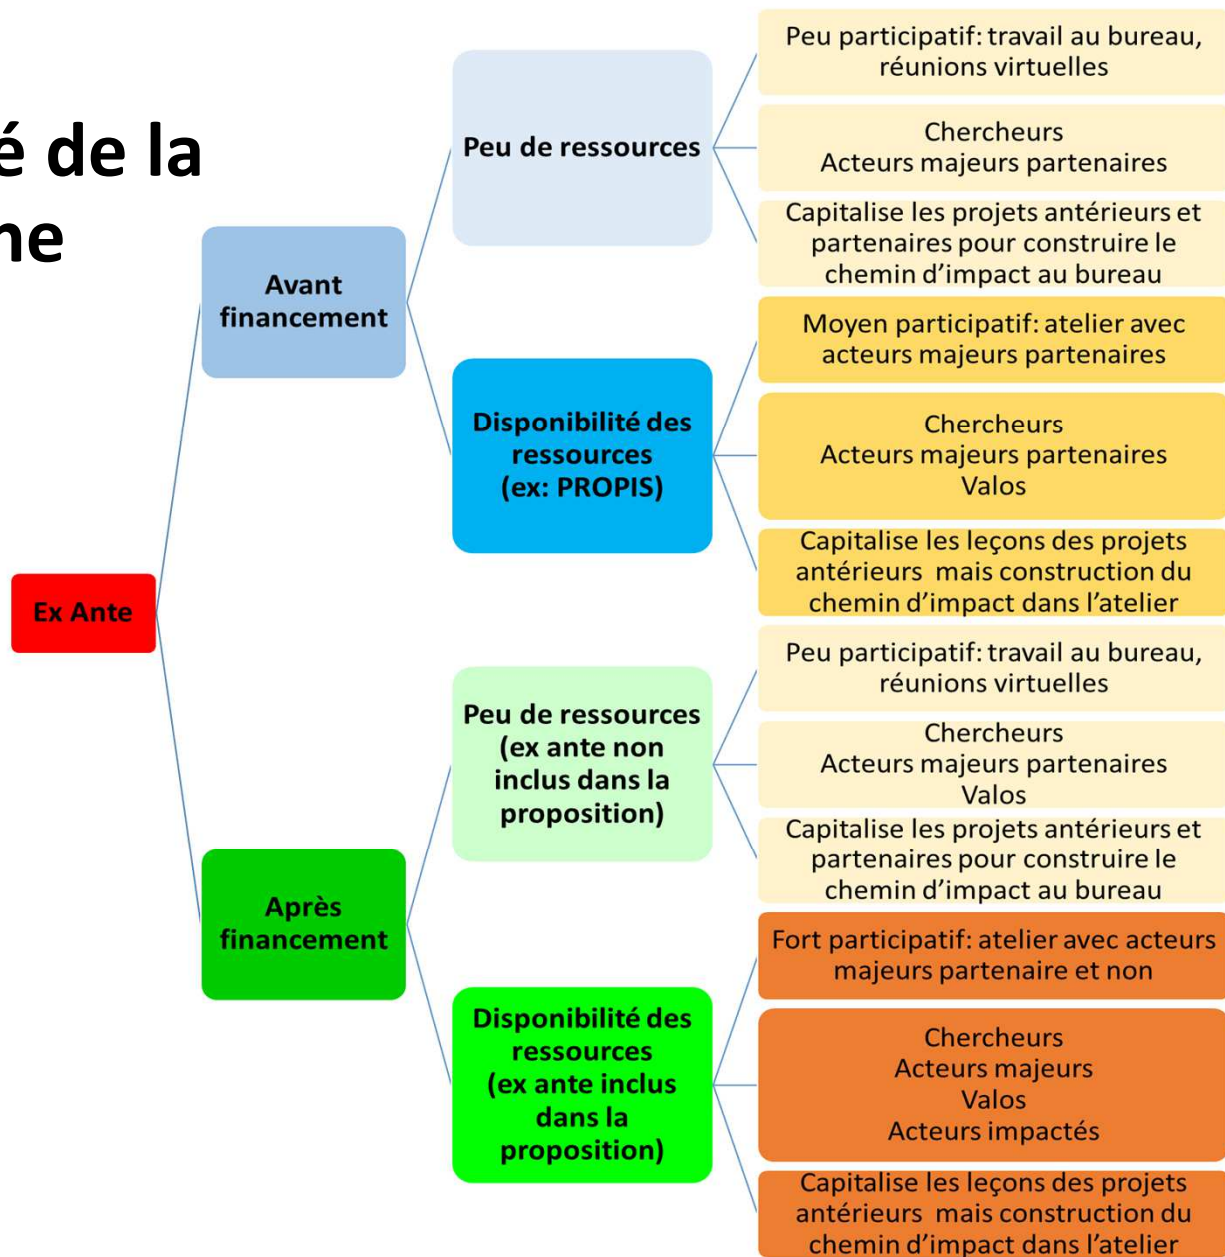 é de la
ne
Ex Ante
Avant
financement
Peu de ressources
Peu participatif: travail au bureau,
réunions virtuelles
Chercheurs
Acteurs majeurs partenaires
Capitalise les projets antérieurs et
partenaires pour construire le
chemin d’impact au bureau
Disponibilité des
ressources
(ex: PROPIS)
Moyen participatif: atelier avec
acteurs majeurs partenaires
Chercheurs
Acteurs majeurs partenaires
Valos
Capitalise les leçons des projets
antérieurs mais construction du
chemin d’impact dans l’atelier
Après
financement
Peu de ressources
(ex ante non
inclus dans la
proposition)
Peu participatif: travail au bureau,
réunions virtuelles
Chercheurs
Acteurs majeurs partenaires
Valos
Capitalise les projets antérieurs et
partenaires pour construire le
chemin d’impact au bureau
Disponibilité des
ressources
(ex ante inclus
dans la
proposition)
Fort participatif: atelier avec acteurs
majeurs partenaire et non
Chercheurs
Acteurs majeurs
Valos
Acteurs impactés
Capitalise les leçons des projets
antérieurs mais construction du
chemin d’impact dans l’atelier